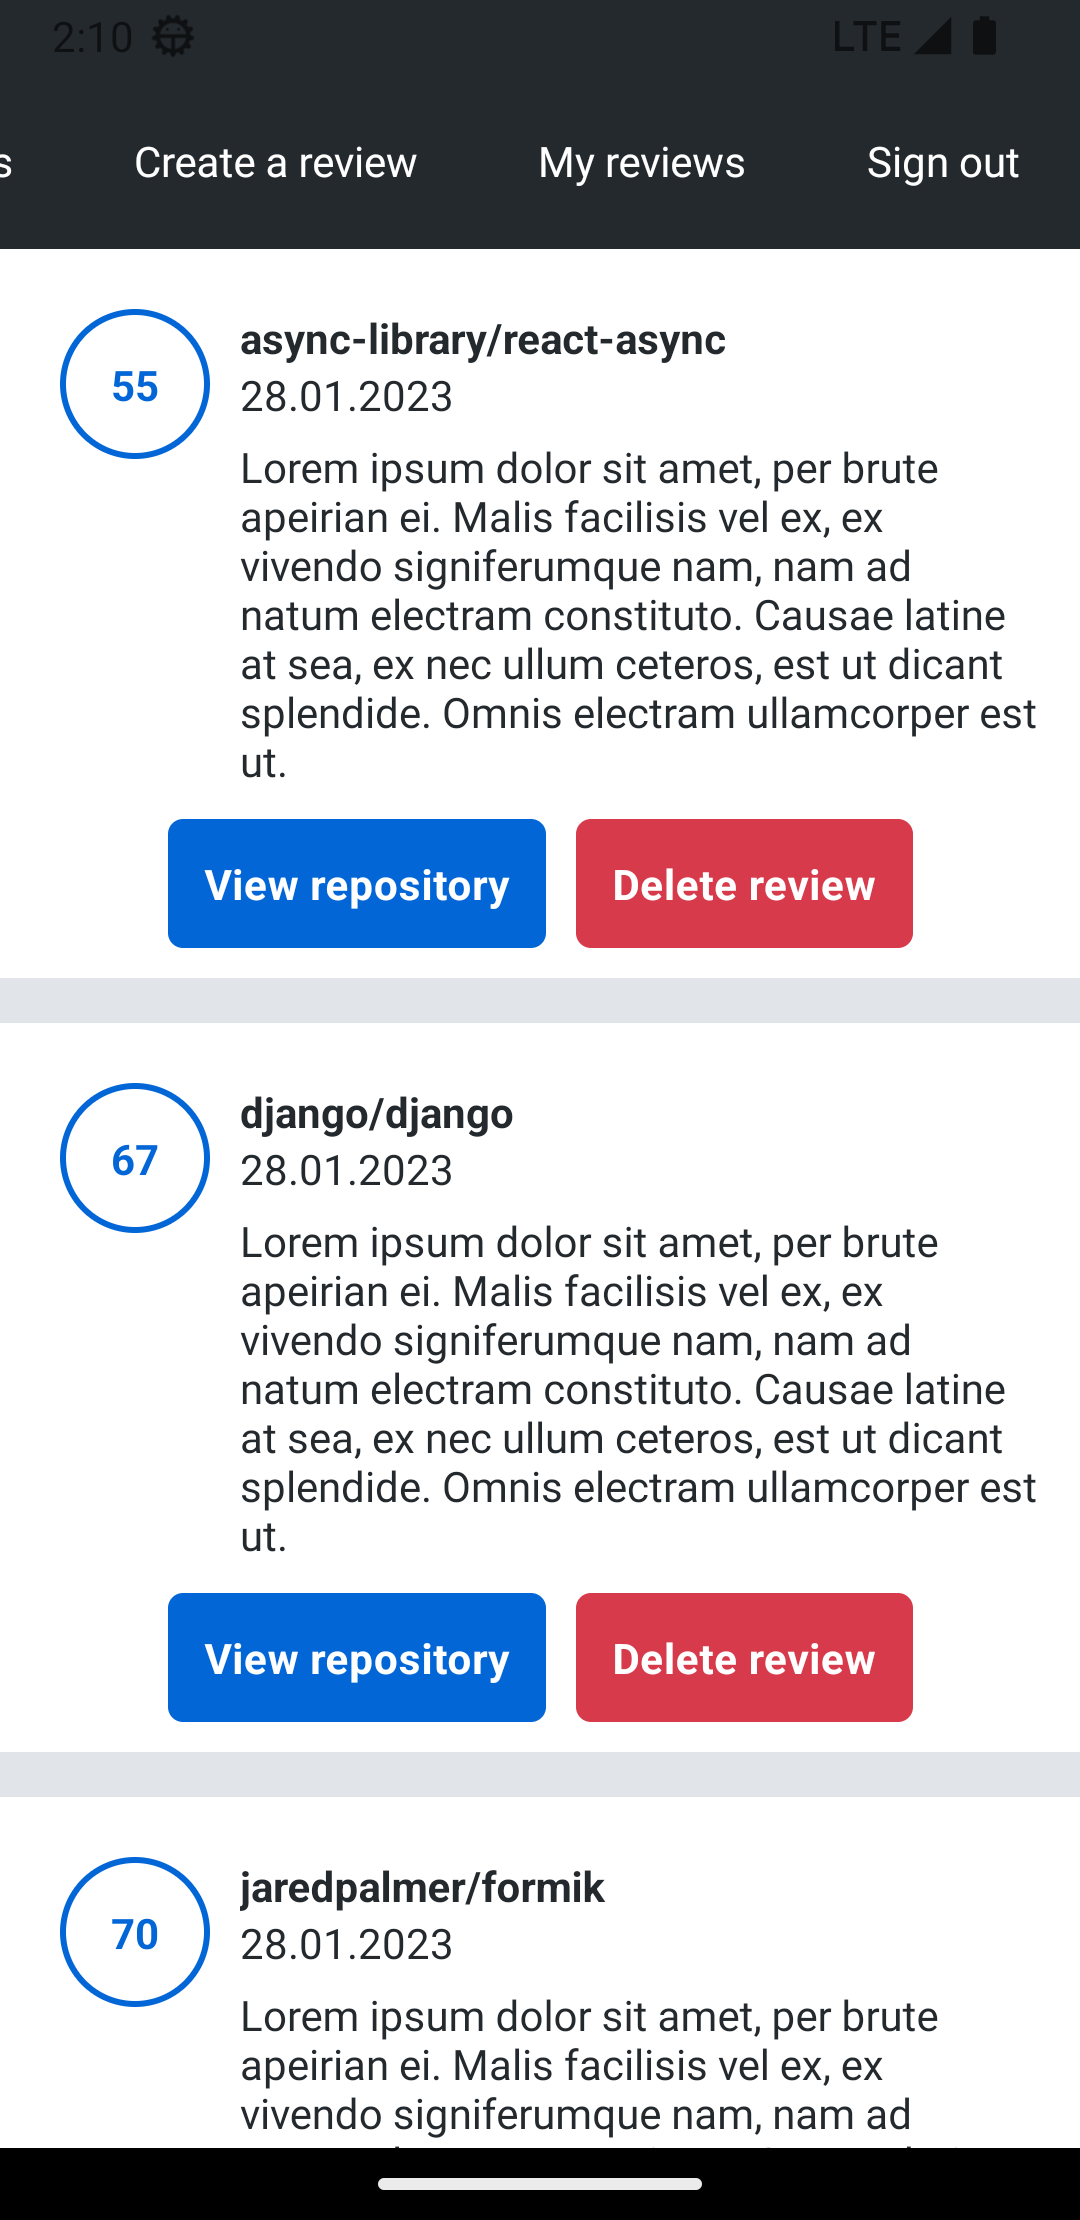 2:10 LTE
s Create a review My reviews Sign out
55
async-library/react-async
28.01.2023
Lorem ipsum dolor sit amet, per brute
apeirian ei. Malis facilisis vel ex, ex
vivendo signiferumque nam, nam ad
natum electram constituto. Causae latine
at sea, ex nec ullum ceteros, est ut dicant
splendide. Omnis electram ullamcorper est
ut.
View repository Delete review
67
django/django
28.01.2023
Lorem ipsum dolor sit amet, per brute
apeirian ei. Malis facilisis vel ex, ex
vivendo signiferumque nam, nam ad
natum electram constituto. Causae latine
at sea, ex nec ullum ceteros, est ut dicant
splendide. Omnis electram ullamcorper est
ut.
View repository Delete review
70
jaredpalmer/formik
28.01.2023
Lorem ipsum dolor sit amet, per brute
apeirian ei. Malis facilisis vel ex, ex
vivendo signiferumque nam, nam ad